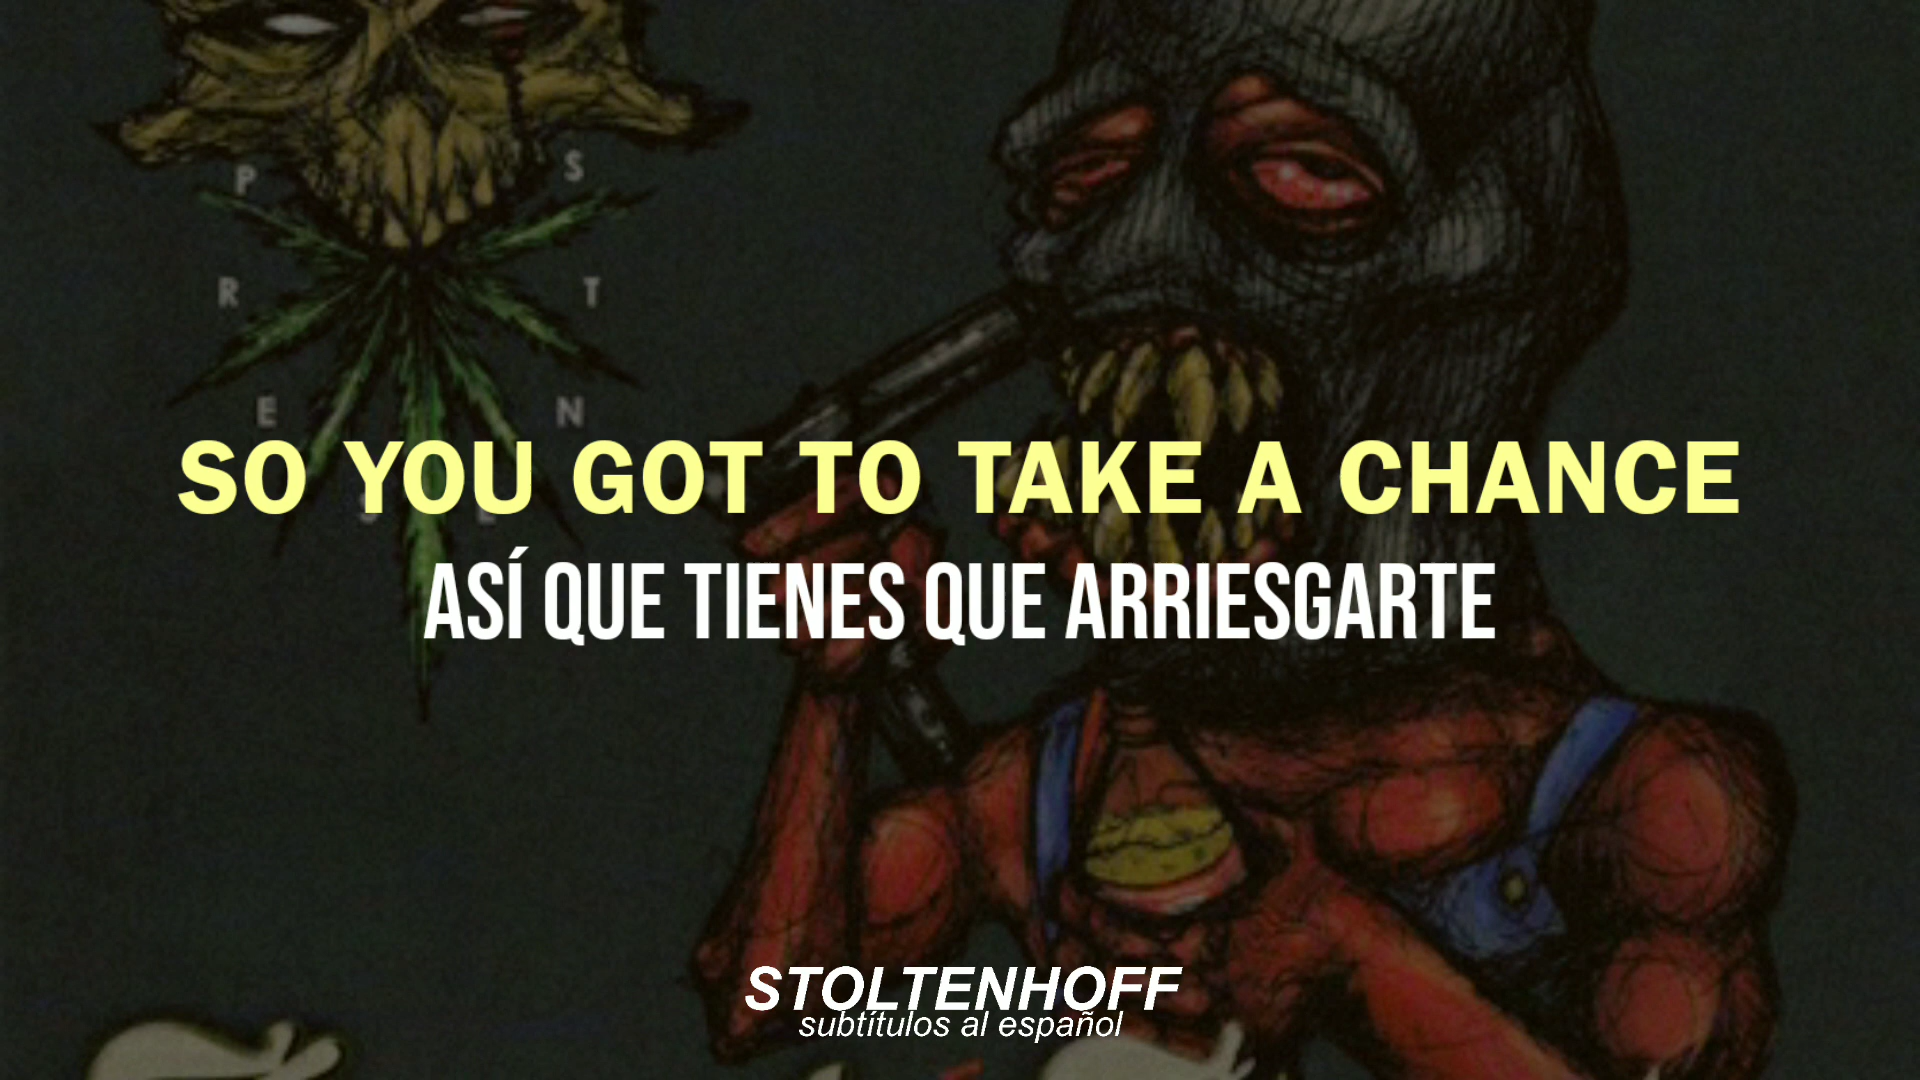 P S
R T
E N
S E
SO YOU GOT TO TAKE A CHANCE
ASÍ QUE TIENES QUE ARRIESGARTE
STOLTENHOFF
subtítulos al español